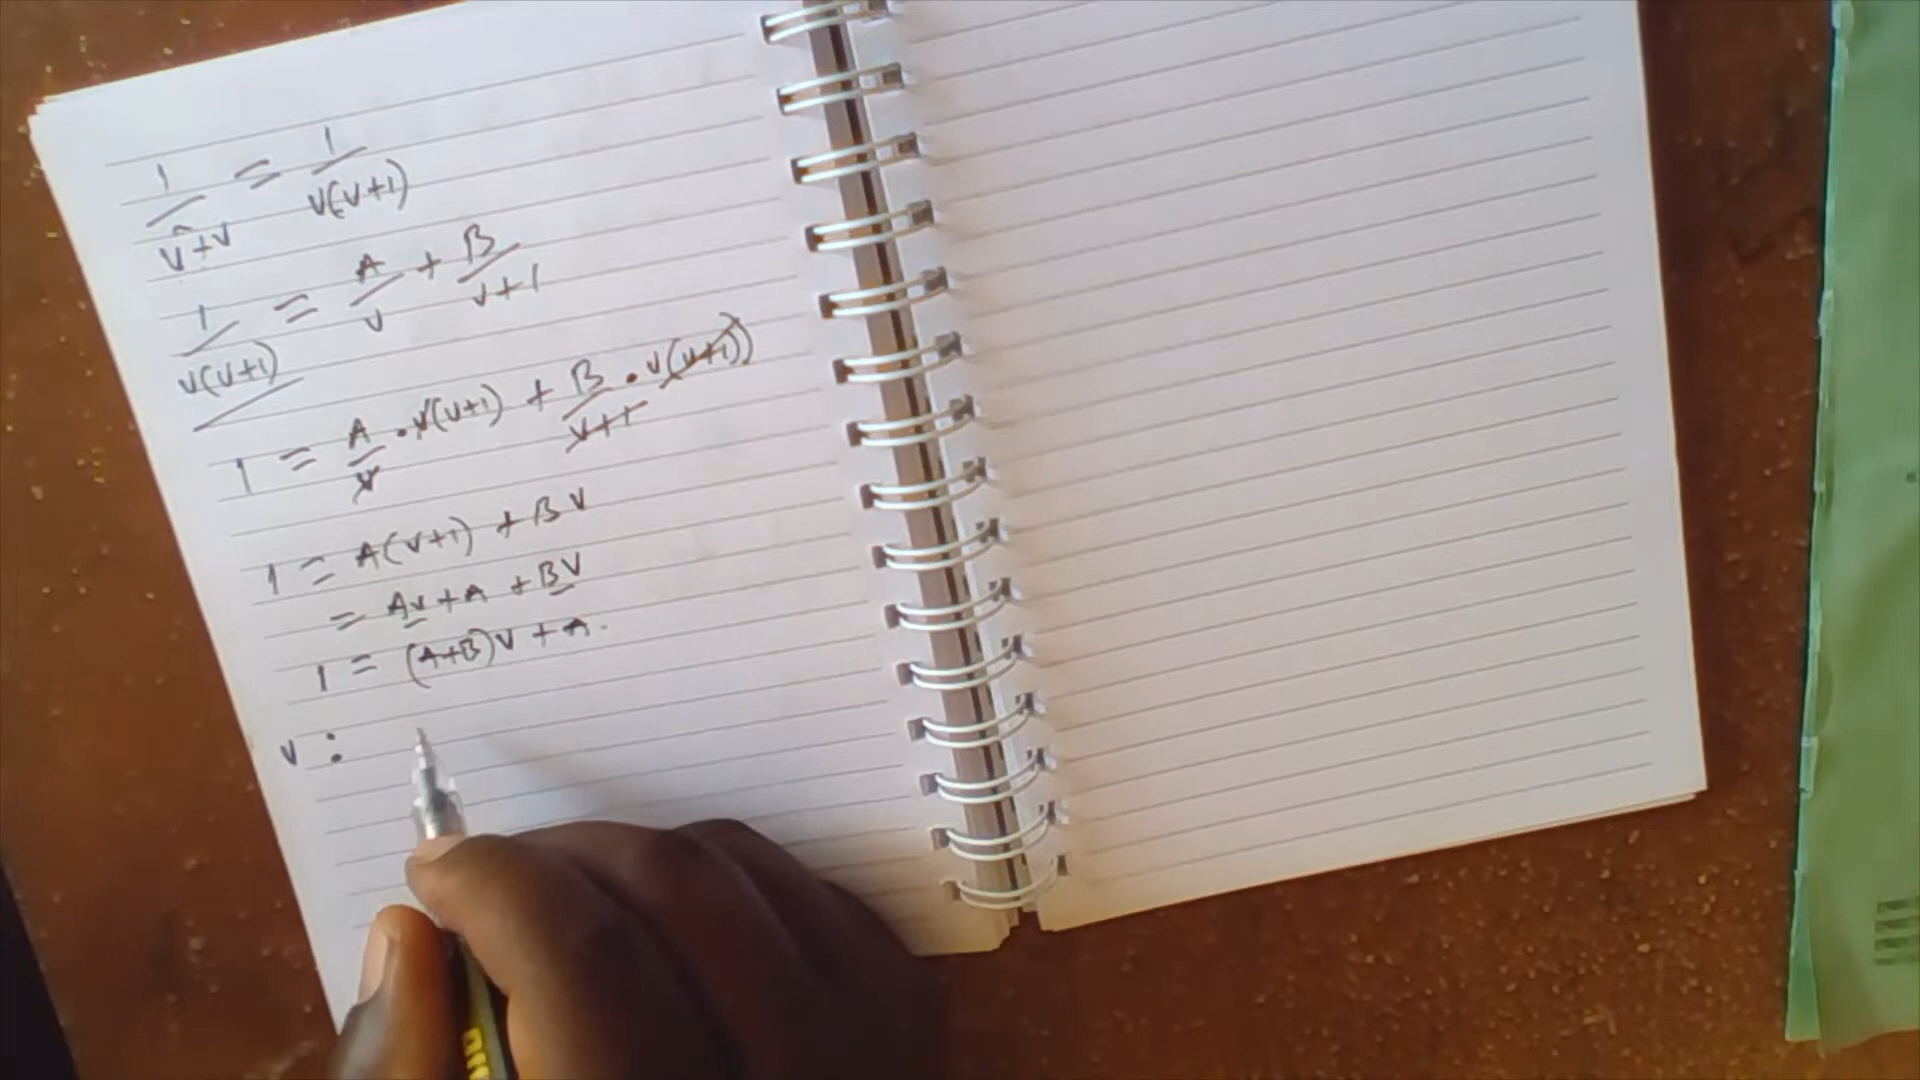 1/(v²+v) = 1/(v(v+1))
1/(v(v+1)) = A/v + B/(v+1)
1 = A/v · v(v+1) + B/(v+1) · v(v+1)
1 = A(v+1) + Bv
= Av + A + Bv
1 = (A+B)v + A.
v :